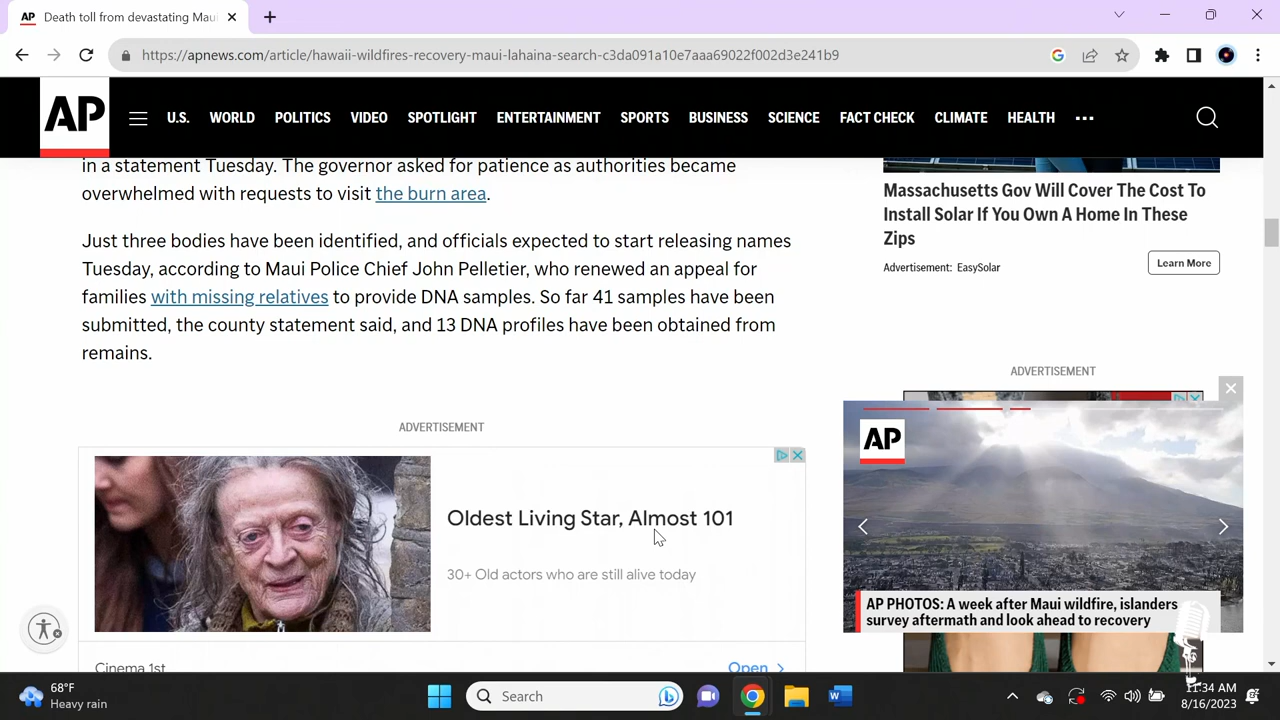 AP Death toll from devastating Maui
https://apnews.com/article/hawaii-wildfires-recovery-maui-lahaina-search-c3da091a10e7aaa69022f002d3e241b9
AP
U.S. WORLD POLITICS VIDEO SPOTLIGHT ENTERTAINMENT SPORTS BUSINESS SCIENCE FACT CHECK CLIMATE HEALTH
in a statement Tuesday. The governor asked for patience as authorities became
overwhelmed with requests to visit the burn area.
Just three bodies have been identified, and officials expected to start releasing names
Tuesday, according to Maui Police Chief John Pelletier, who renewed an appeal for
families with missing relatives to provide DNA samples. So far 41 samples have been
submitted, the county statement said, and 13 DNA profiles have been obtained from
remains.
ADVERTISEMENT
Oldest Living Star, Almost 101
30+ Old actors who are still alive today
Cinema 1st
Open
Massachusetts Gov Will Cover The Cost To
Install Solar If You Own A Home In These
Zips
Advertisement: EasySolar
Learn More
ADVERTISEMENT
AP
AP PHOTOS: A week after Maui wildfire, islanders
survey aftermath and look ahead to recovery
68°F
Heavy rain
Search
11:34 AM
8/16/2023